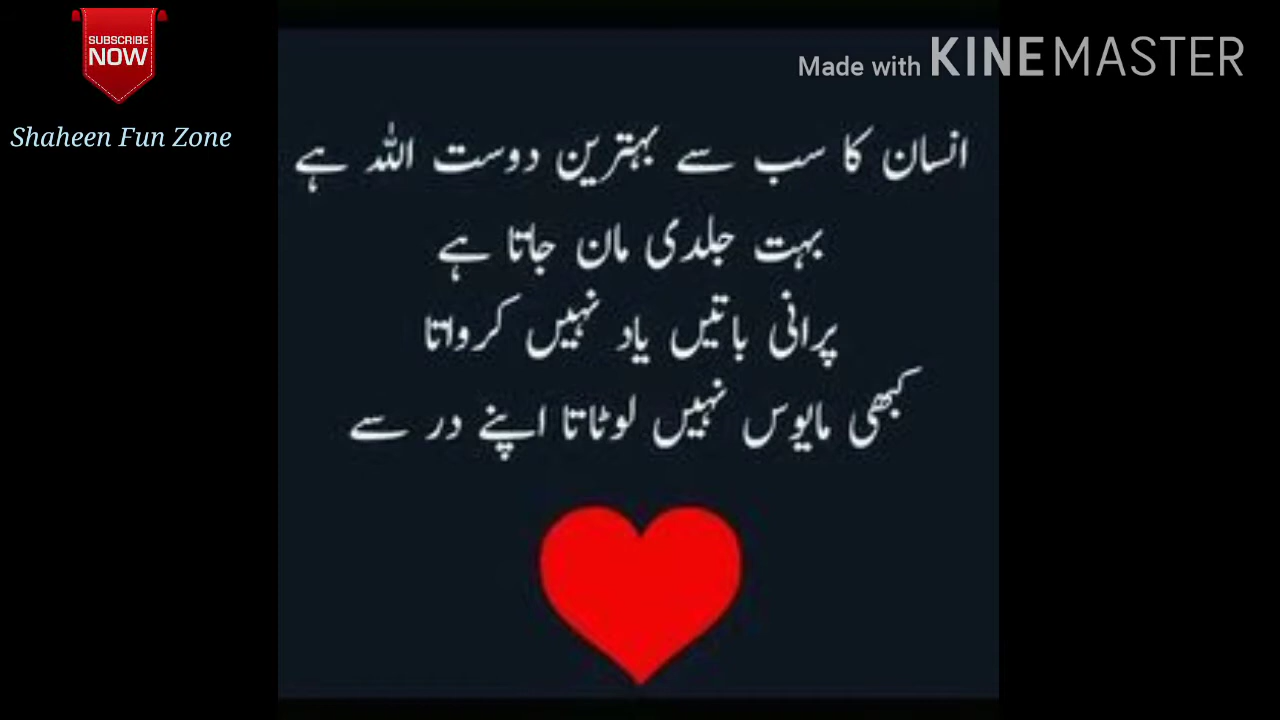 SUBSCRIBE
NOW
Shaheen Fun Zone
Made with KINEMASTER
انسان کا سب سے بہترین دوست اللہ ہے
بہت جلدی مان جاتا ہے
پرانی باتیں یاد نہیں کرواتا
کبھی مایوس نہیں لوٹاتا اپنے در سے